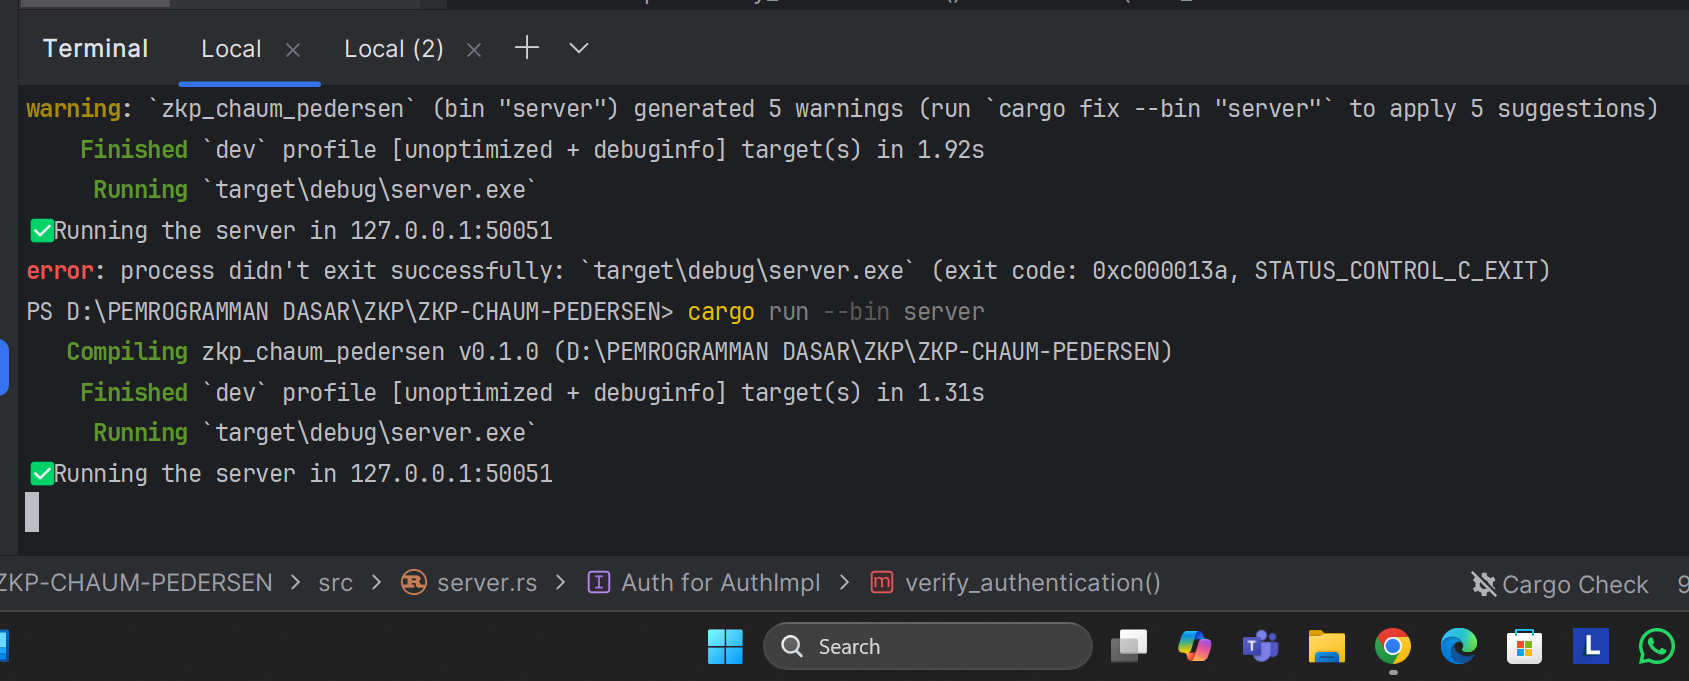 Terminal Local Local (2)
warning: `zkp_chaum_pedersen` (bin "server") generated 5 warnings (run `cargo fix --bin "server"` to apply 5 suggestions)
Finished `dev` profile [unoptimized + debuginfo] target(s) in 1.92s
Running `target\debug\server.exe`
✅Running the server in 127.0.0.1:50051
error: process didn't exit successfully: `target\debug\server.exe` (exit code: 0xc000013a, STATUS_CONTROL_C_EXIT)
PS D:\PEMROGRAMMAN DASAR\ZKP\ZKP-CHAUM-PEDERSEN> cargo run --bin server
Compiling zkp_chaum_pedersen v0.1.0 (D:\PEMROGRAMMAN DASAR\ZKP\ZKP-CHAUM-PEDERSEN)
Finished `dev` profile [unoptimized + debuginfo] target(s) in 1.31s
Running `target\debug\server.exe`
✅Running the server in 127.0.0.1:50051
ZKP-CHAUM-PEDERSEN > src > server.rs > Auth for AuthImpl > verify_authentication() Cargo Check 9
Search